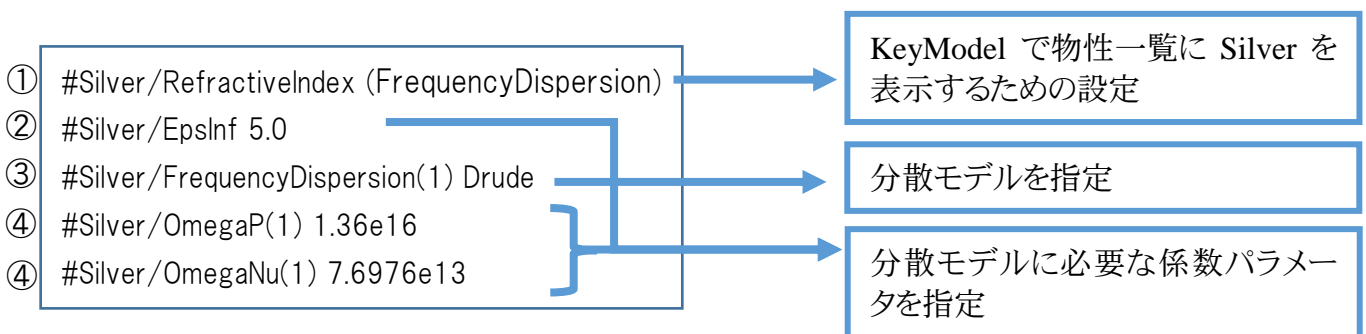 ① #Silver/RefractiveIndex (FrequencyDispersion)
② #Silver/EpsInf 5.0
③ #Silver/FrequencyDispersion(1) Drude
④ #Silver/OmegaP(1) 1.36e16
④ #Silver/OmegaNu(1) 7.6976e13
KeyModel で物性一覧に Silver を
表示するための設定
分散モデルを指定
分散モデルに必要な係数パラメー
タを指定